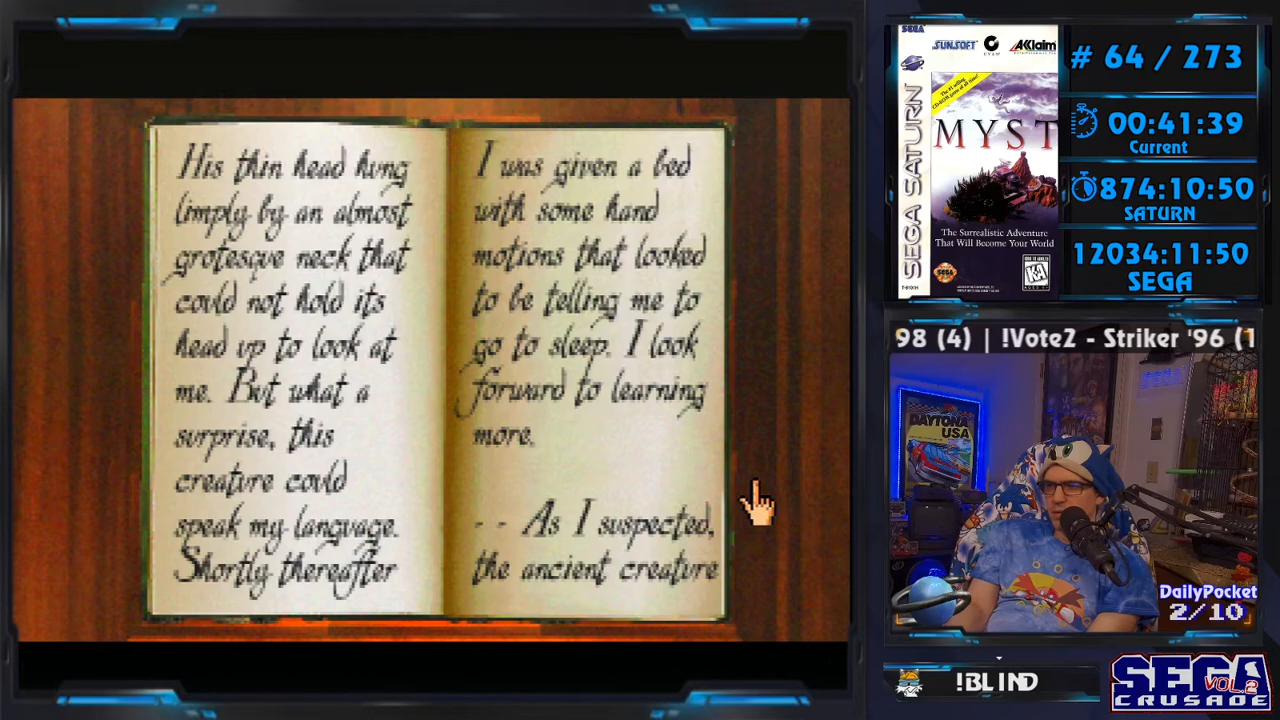 His thin head hung
limply by an almost
grotesque neck that
could not hold its
head up to look at
me. But what a
surprise, this
creature could
speak my language.
Shortly thereafter
I was given a bed
with some hand
motions that looked
to be telling me to
go to sleep. I look
forward to learning
more.
- - As I suspected,
the ancient creature
SEGA
SUNSOFT
CYAN
AKklaim
SEGA SATURN
MYST
The Surrealistic Adventure
That Will Become Your World
# 64 / 273
00:41:39
Current
874:10:50
SATURN
12034:11:50
SEGA
98 (4) | !Vote2 - Striker '96 (1
DAYTONA
USA
DailyPocket
2/10
!BLIND
SEGA
VOL.2
CRUSADE